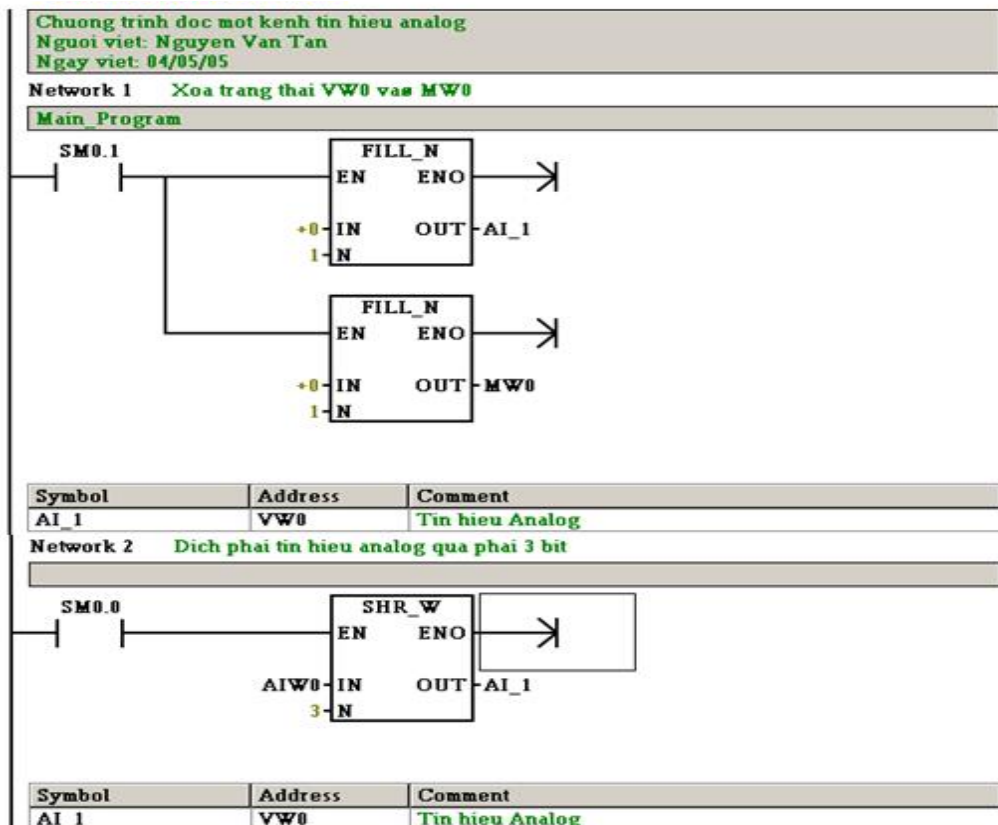 Chuong trinh doc mot kenh tin hieu analog
Nguoi viet: Nguyen Van Tan
Ngay viet: 04/05/05
Network 1 Xoa trang thai VW0 vaø MW0
Main_Program
SM0.1
FILL_N
EN ENO
+0 IN OUT AI_1
1 N
FILL_N
EN ENO
+0 IN OUT MW0
1 N
Symbol Address Comment
AI_1 VW0 Tin hieu Analog
Network 2 Dich phai tin hieu analog qua phai 3 bit
SM0.0
SHR_W
EN ENO
AIW0 IN OUT AI_1
3 N
Symbol Address Comment
AI_1 VW0 Tin hieu Analog